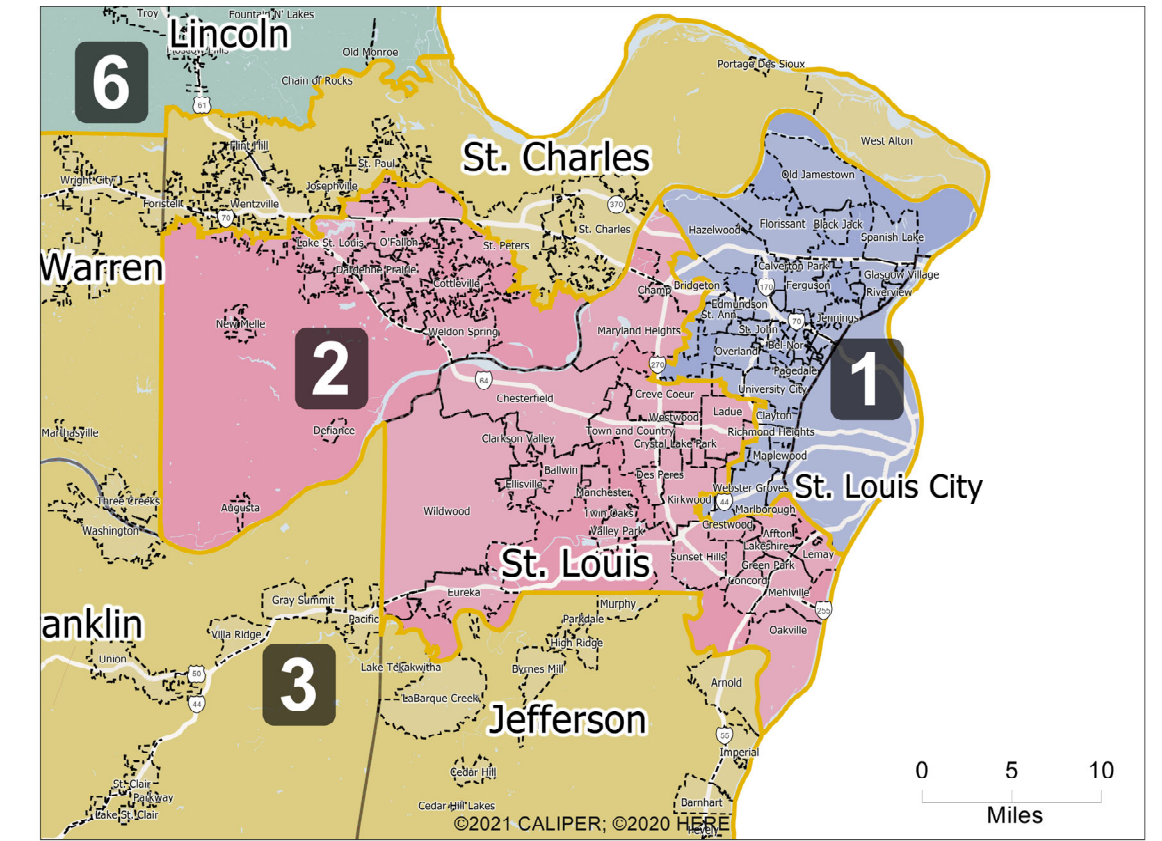 Troy
Fountain N' Lakes
Lincoln
Moscow Mills
Old Monroe
Portage Des Sioux
6
Chain of Rocks
61
West Alton
Flint Hill
St. Charles
St. Paul
Old Jamestown
Wright City
Josephville
Foristell
Wentzville
370
70
St. Charles
Florissant
Black Jack
Hazelwood
Spanish Lake
Lake St. Louis
O'Fallon
St. Peters
Warren
Dardenne Prairie
Calverton Park
Glasgow Village
Cottleville
Champ
Bridgeton
170
Ferguson
Riverview
Edmundson
St. Ann
New Melle
Weldon Spring
Maryland Heights
St. John
70
Jennings
Bel-Nor
Overland
2
270
Pagedale
1
64
University City
Chesterfield
Creve Coeur
Westwood
Ladue
Clayton
Marthasville
Defiance
Clarkson Valley
Town and Country
Richmond Heights
Crystal Lake Park
Maplewood
Ballwin
Des Peres
Ellisville
Manchester
Webster Groves
St. Louis City
Three Creeks
Augusta
Wildwood
Kirkwood
44
Marlborough
Twin Oaks
Washington
Valley Park
Crestwood
Affton
Lakeshire
St. Louis
Sunset Hills
Lemay
Green Park
Concord
Eureka
Mehlville
Gray Summit
Murphy
255
anklin
Pacific
Parkdale
Villa Ridge
High Ridge
Oakville
Union
Lake Tekakwitha
Byrnes Mill
50
3
Arnold
44
LaBarque Creek
Jefferson
55
Imperial
Cedar Hill
0 5 10
St. Clair
Parkway
Barnhart
Lake St. Clair
Cedar Hill Lakes
Miles
©2021 CALIPER; ©2020 HERE
Pevely